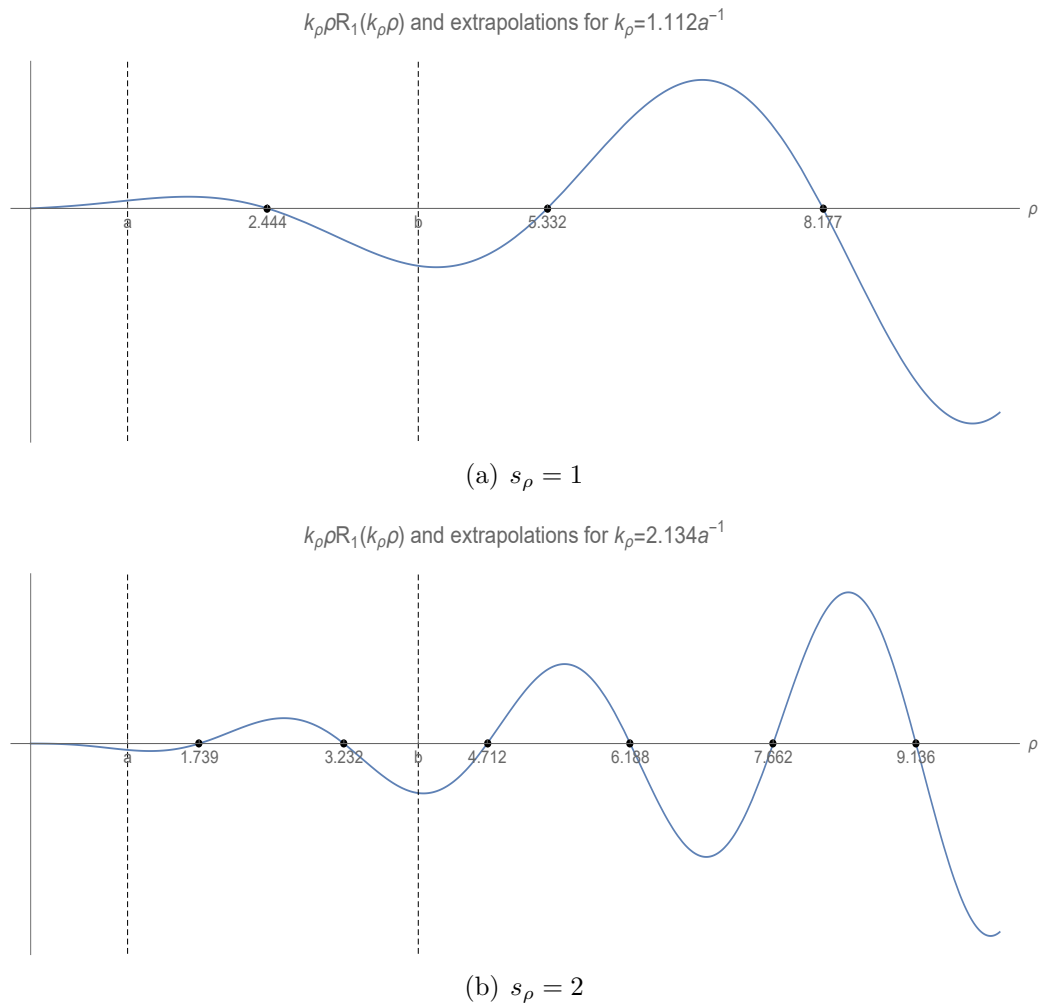 kρρR₁(kρρ) and extrapolations for kρ=1.112a⁻¹
a 2.444 b 5.332 8.177 ρ
(a) sρ = 1
kρρR₁(kρρ) and extrapolations for kρ=2.134a⁻¹
a 1.739 3.232 b 4.712 6.188 7.662 9.136 ρ
(b) sρ = 2